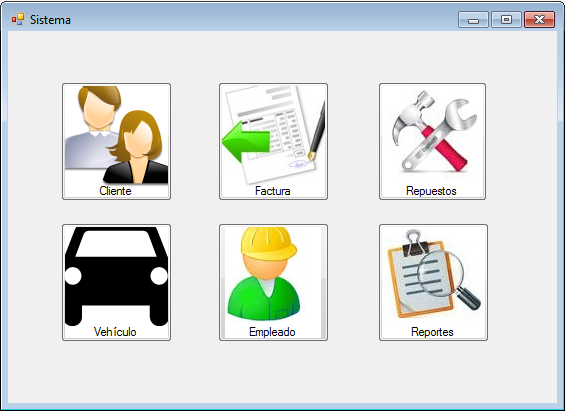 Sistema
Cliente
Factura
Repuestos
Vehículo
Empleado
Reportes